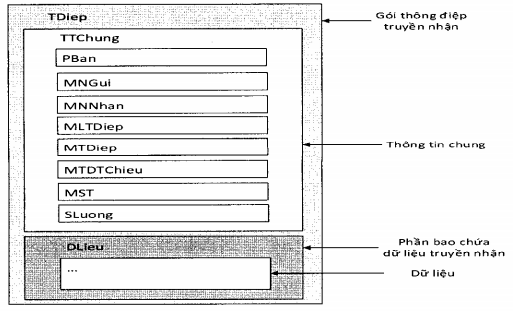 TDiep
Gói thông điệp
truyền nhận
TTChung
PBan
MNGui
MNNhan
MLTDiep
MTDiep
Thông tin chung
MTDTChieu
MST
SLuong
DLieu
Phần bao chứa
dữ liệu truyền nhận
...
Dữ liệu